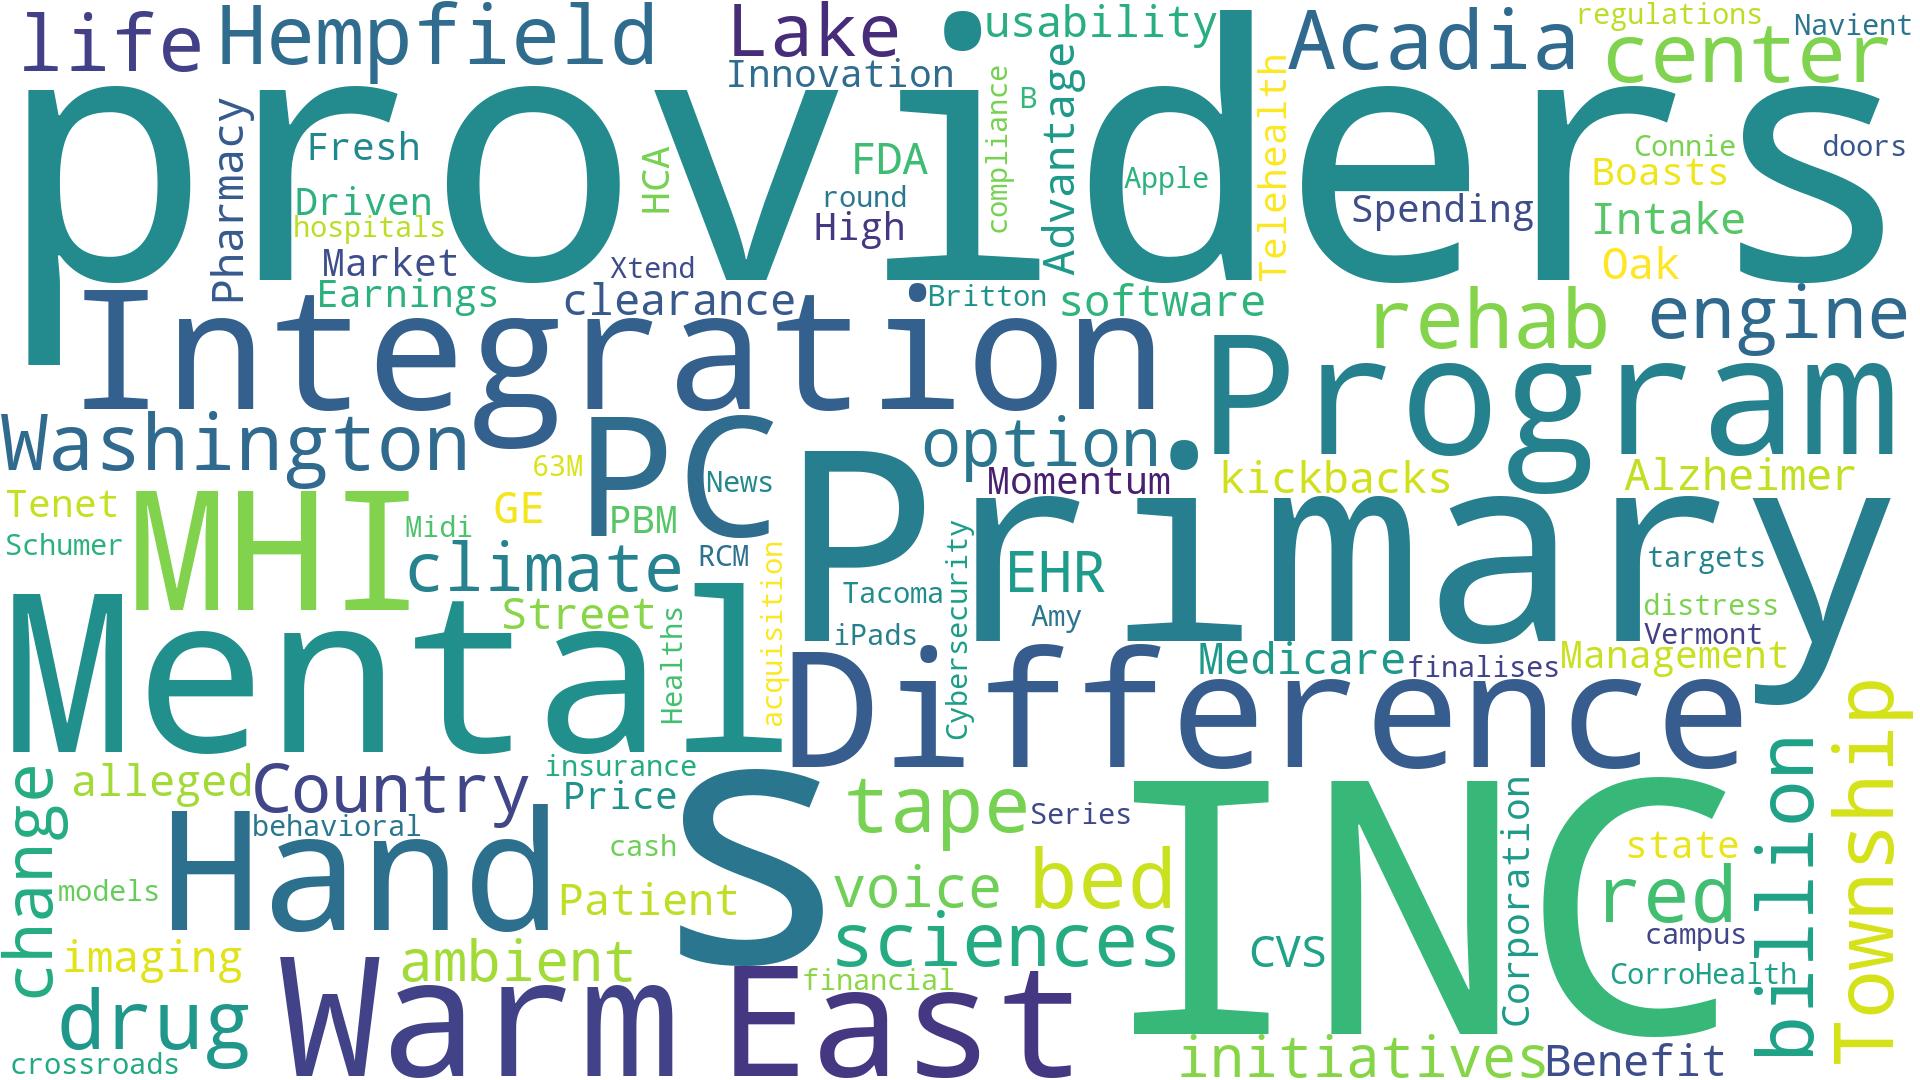 life
Hempfield
Lake
usability
Acadia
regulations
Navient
center
Innovation
providers
Pharmacy
Fresh
HCA
FDA
compliance
B
Advantage
Apple
Telehealth
Connie
doors
Boasts
Driven
round
Spending
Intake
hospitals
High
Market
Xtend
Oak
Earnings
clearance
Britton
software
rehab
engine
Integration
Program
Washington
PC
option
63M
News
Momentum
kickbacks
Alzheimer
Tenet
MHI
GE
PBM
Primary
Schumer
Midi
climate
RCM
acquisition
Cybersecurity
EHR
targets
Tacoma
Amy
distress
Street
Healths
iPads
Vermont
Mental
Difference
Medicare
finalises
Management
Township
change
alleged
Country
insurance
Price
S
tape
Series
INC
Corporation
billion
behavioral
Hand
cash
state
models
Patient
voice
bed
red
imaging
ambient
sciences
CVS
campus
drug
Warm
East
financial
CorroHealth
crossroads
initiatives
Benefit